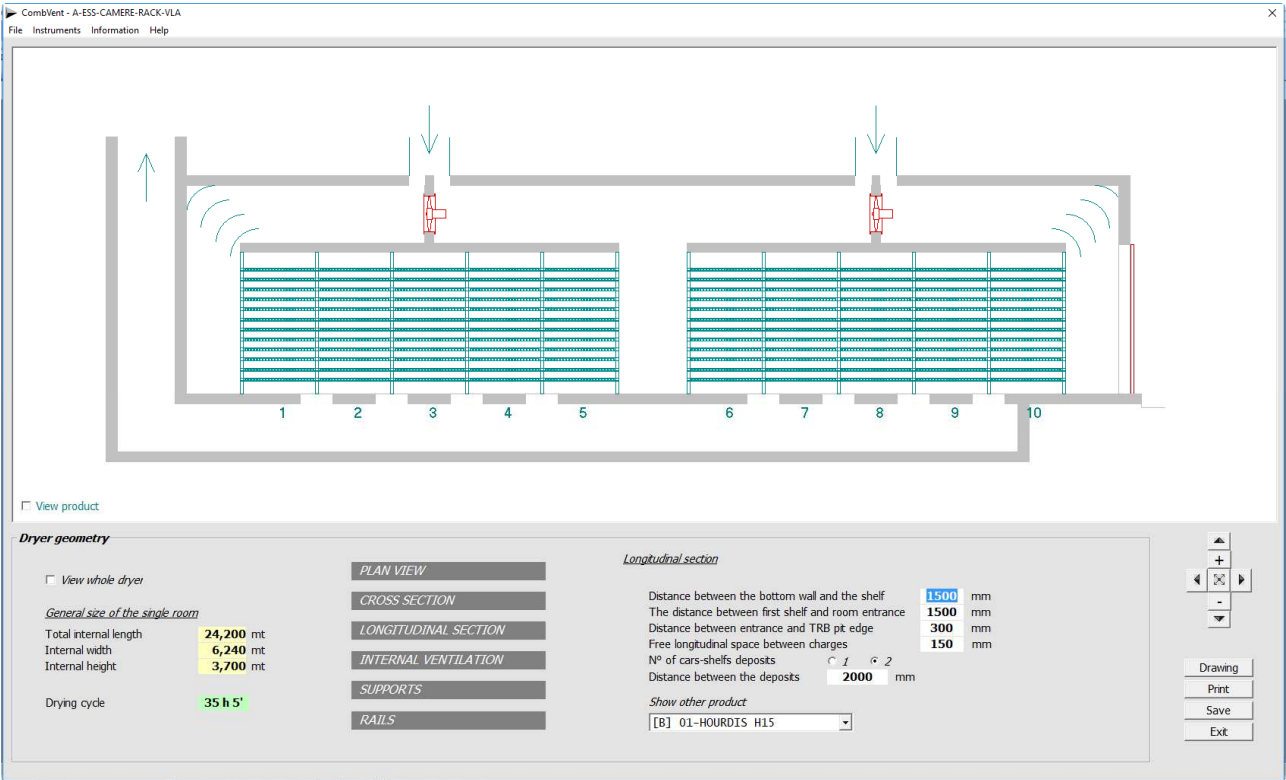 CombVent - A-ESS-CAMERE-RACK-VLA
File Instruments Information Help
1 2 3 4 5 6 7 8 9 10
View product
Dryer geometry
View whole dryer
General size of the single room
Total internal length 24,200 mt
Internal width 6,240 mt
Internal height 3,700 mt
Drying cycle 35 h 5'
PLAN VIEW
CROSS SECTION
LONGITUDINAL SECTION
INTERNAL VENTILATION
SUPPORTS
RAILS
Longitudinal section
Distance between the bottom wall and the shelf 1500 mm
The distance between first shelf and room entrance 1500 mm
Distance between entrance and TRB pit edge 300 mm
Free longitudinal space between charges 150 mm
N° of cars-shelfs deposits 1 2
Distance between the deposits 2000 mm
Show other product
[B] 01-HOURDIS H15
+
-
Drawing
Print
Save
Exit